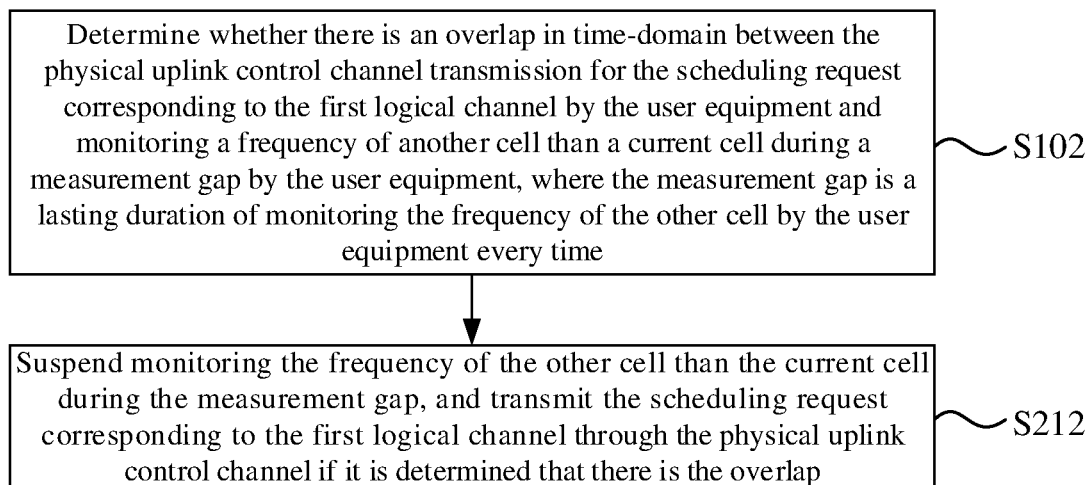 Determine whether there is an overlap in time-domain between the
physical uplink control channel transmission for the scheduling request
corresponding to the first logical channel by the user equipment and
monitoring a frequency of another cell than a current cell during a
measurement gap by the user equipment, where the measurement gap is a
lasting duration of monitoring the frequency of the other cell by the user
equipment every time
S102
Suspend monitoring the frequency of the other cell than the current cell
during the measurement gap, and transmit the scheduling request
corresponding to the first logical channel through the physical uplink
control channel if it is determined that there is the overlap
S212